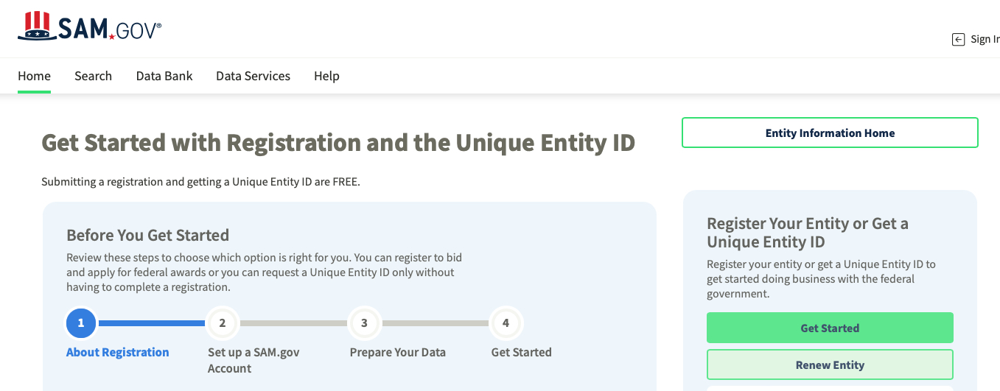 SAM.GOV®
Sign In
Home Search Data Bank Data Services Help
Get Started with Registration and the Unique Entity ID
Entity Information Home
Submitting a registration and getting a Unique Entity ID are FREE.
Before You Get Started
Review these steps to choose which option is right for you. You can register to bid
and apply for federal awards or you can request a Unique Entity ID only without
having to complete a registration.
1 2 3 4
About Registration
Set up a SAM.gov
Account
Prepare Your Data
Get Started
Register Your Entity or Get a
Unique Entity ID
Register your entity or get a Unique Entity ID to
get started doing business with the federal
government.
Get Started
Renew Entity